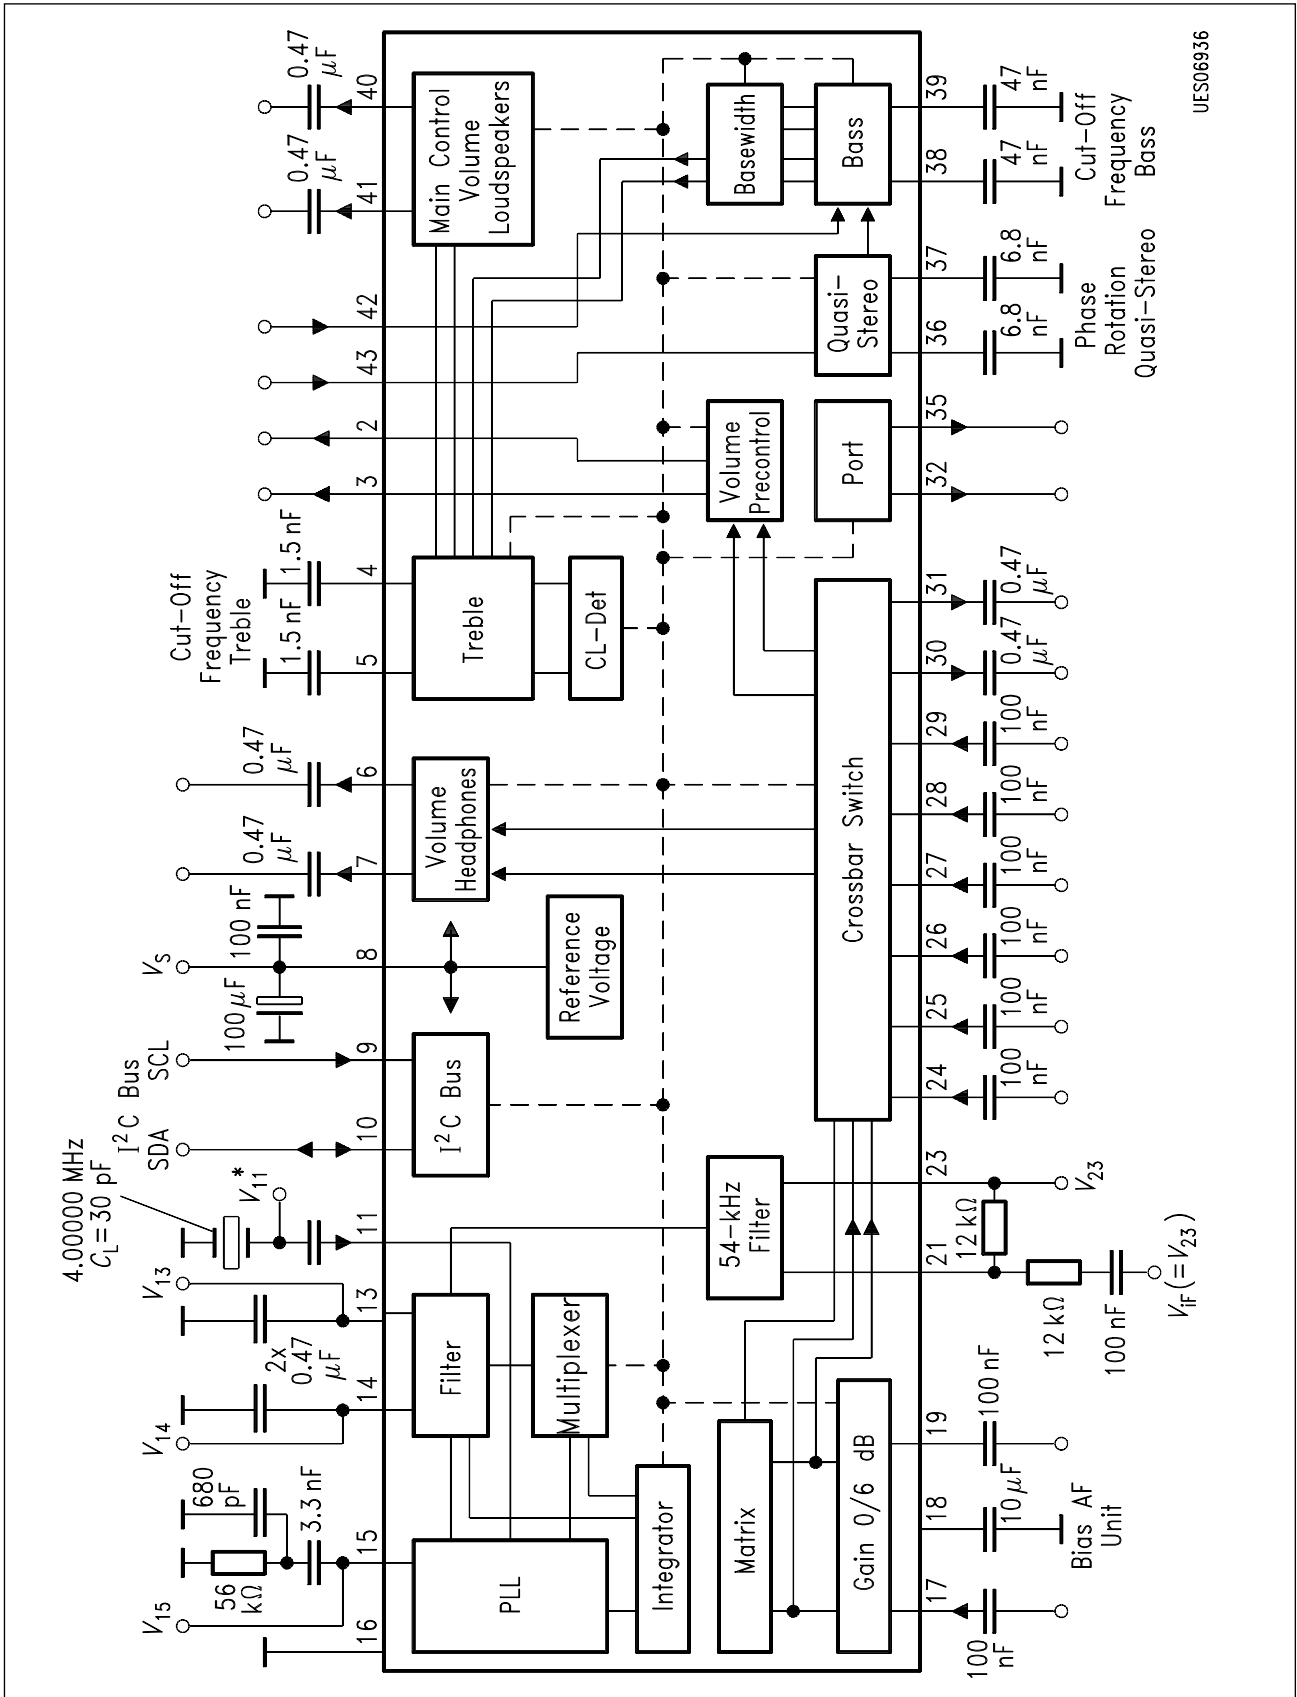 UES06936
0.47
μF
40
0.47
μF
41
42
43
2
3
Cut-Off
Frequency
Treble
1.5 nF
4
1.5 nF
5
0.47
μF
6
0.47
μF
7
100 nF
8
V_S
100 μF
I²C Bus
SCL
9
SDA
10
4.00000 MHz
C_L = 30 pF
V_11*
11
V_13
13
2x
0.47
μF
14
V_14
680
pF
3.3 nF
56
kΩ
15
V_15
16
Main Control
Volume
Loudspeakers
Treble
CL-Det
Volume
Headphones
Reference
Voltage
I²C Bus
Filter
Multiplexer
PLL
Integrator
Basewidth
Bass
Quasi-
Stereo
Volume
Precontrol
Port
Crossbar Switch
54-kHz
Filter
Matrix
Gain 0/6 dB
39
47
nF
38
47
nF
Cut-Off
Frequency
Bass
37
6.8
nF
36
6.8
nF
Phase
Rotation
Quasi-Stereo
35
32
31
0.47
μF
30
0.47
μF
29
100
nF
28
100
nF
27
100
nF
26
100
nF
25
100
nF
24
100
nF
23
V_23
12 kΩ
21
12 kΩ
100 nF
V_iF (=V_23)
19
100 nF
18
10 μF
Bias AF
Unit
17
100
nF